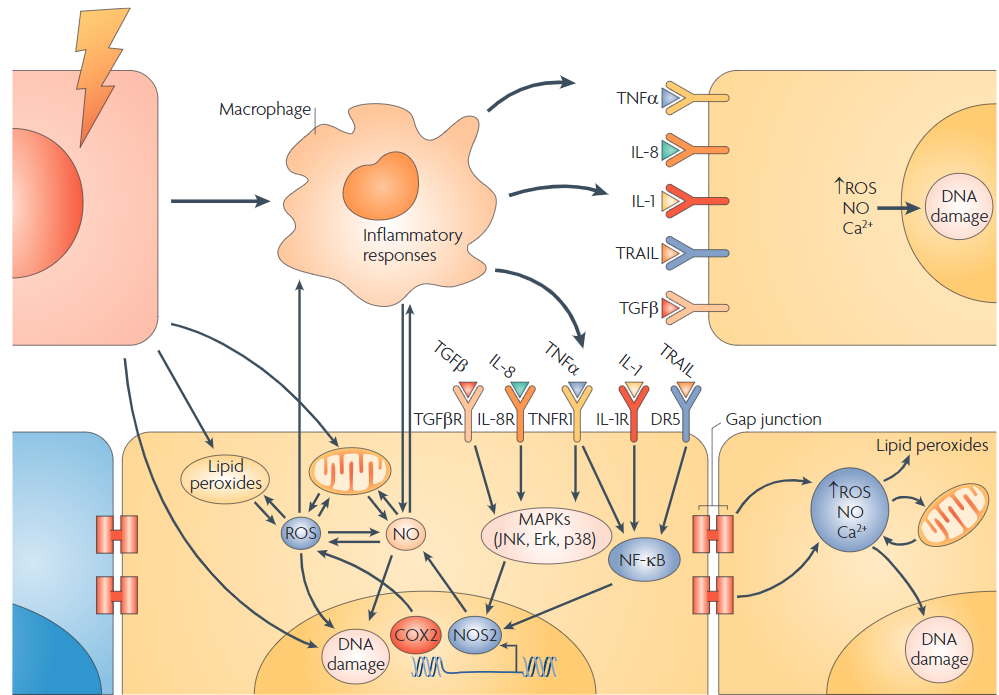 Macrophage
Inflammatory
responses
TNFα
IL-8
IL-1
TRAIL
TGFβ
↑ROS
NO
Ca²⁺
DNA
damage
TGFβ
IL-8
TNFα
IL-1
TRAIL
TGFβR
IL-8R
TNFR1
IL-1R
DR5
Gap junction
Lipid
peroxides
ROS
NO
MAPKs
(JNK, Erk, p38)
NF-κB
DNA
damage
COX2
NOS2
Lipid peroxides
↑ROS
NO
Ca²⁺
DNA
damage